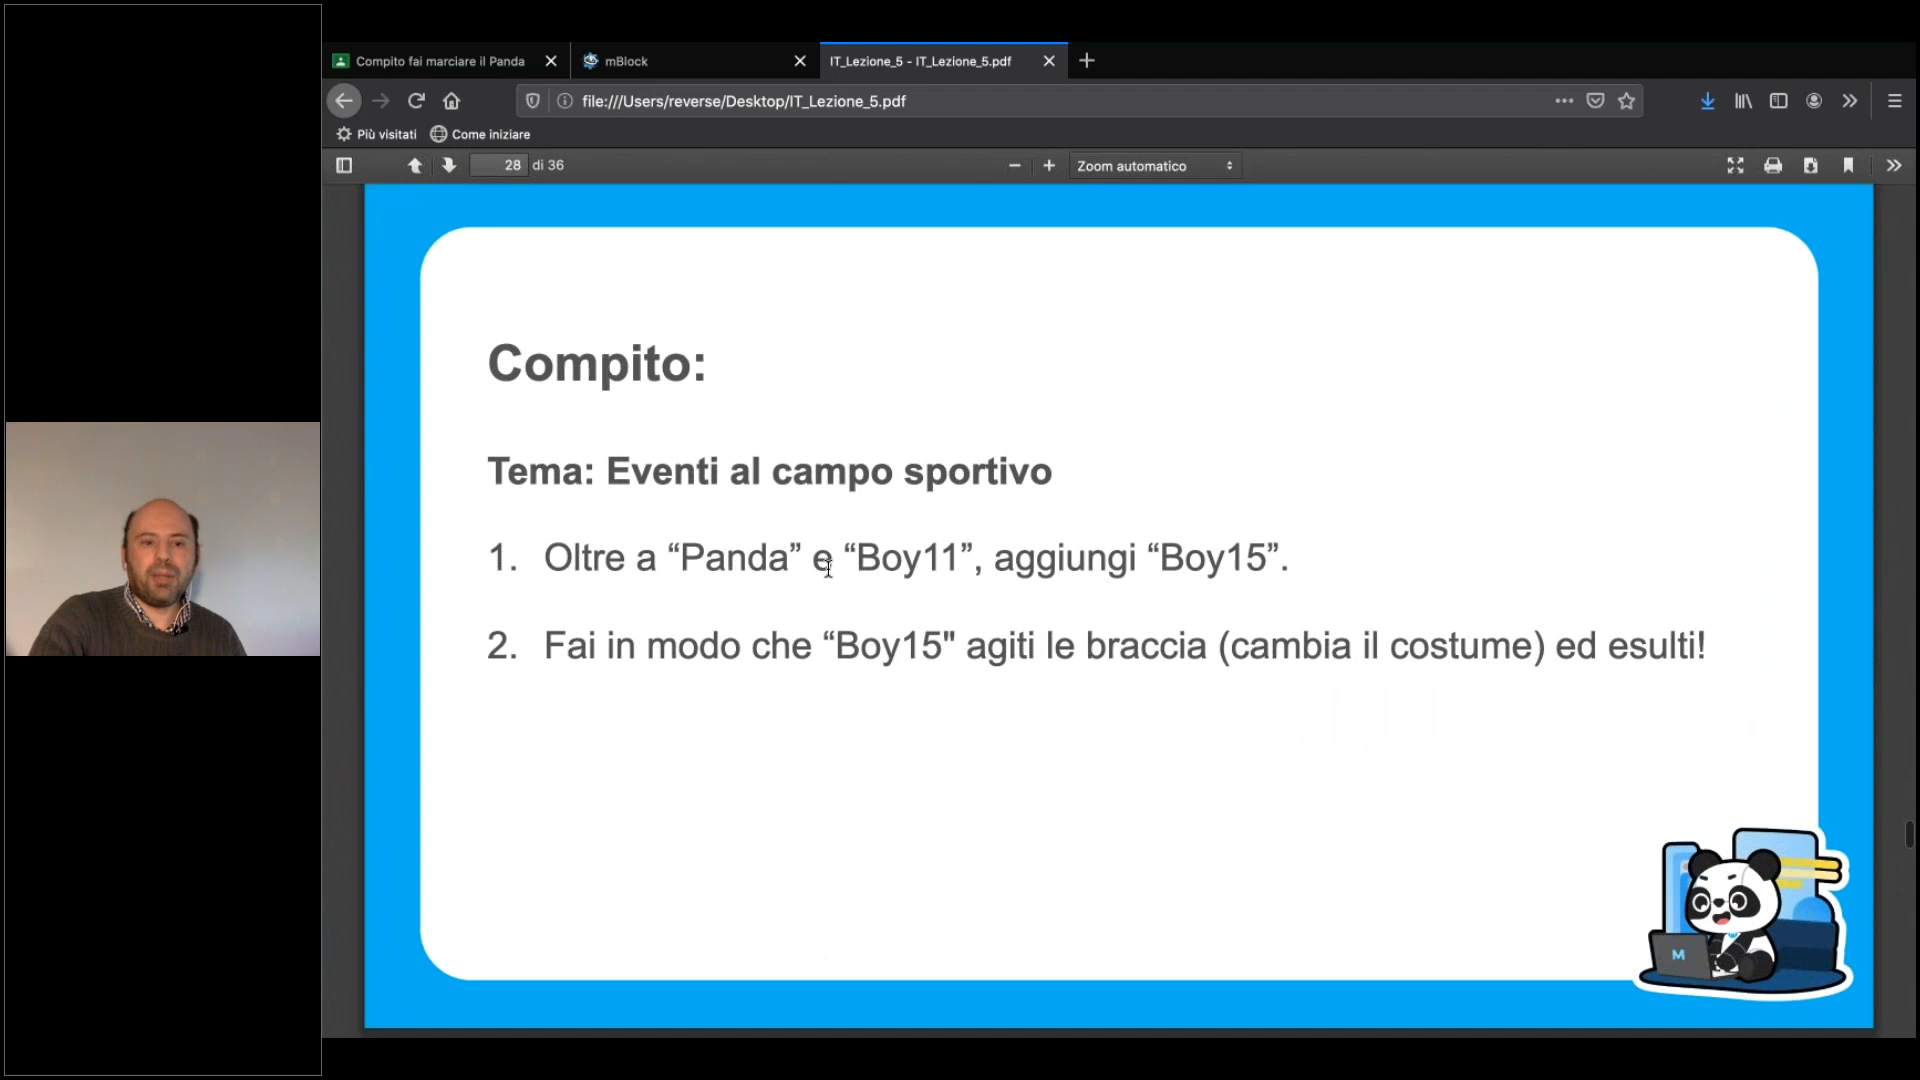 Compito fai marciare il Panda
mBlock
IT_Lezione_5 - IT_Lezione_5.pdf
file:///Users/reverse/Desktop/IT_Lezione_5.pdf
Più visitati
Come iniziare
28 di 36
Zoom automatico
Compito:
Tema: Eventi al campo sportivo
1. Oltre a “Panda” e “Boy11”, aggiungi “Boy15”.
2. Fai in modo che “Boy15" agiti le braccia (cambia il costume) ed esulti!
M